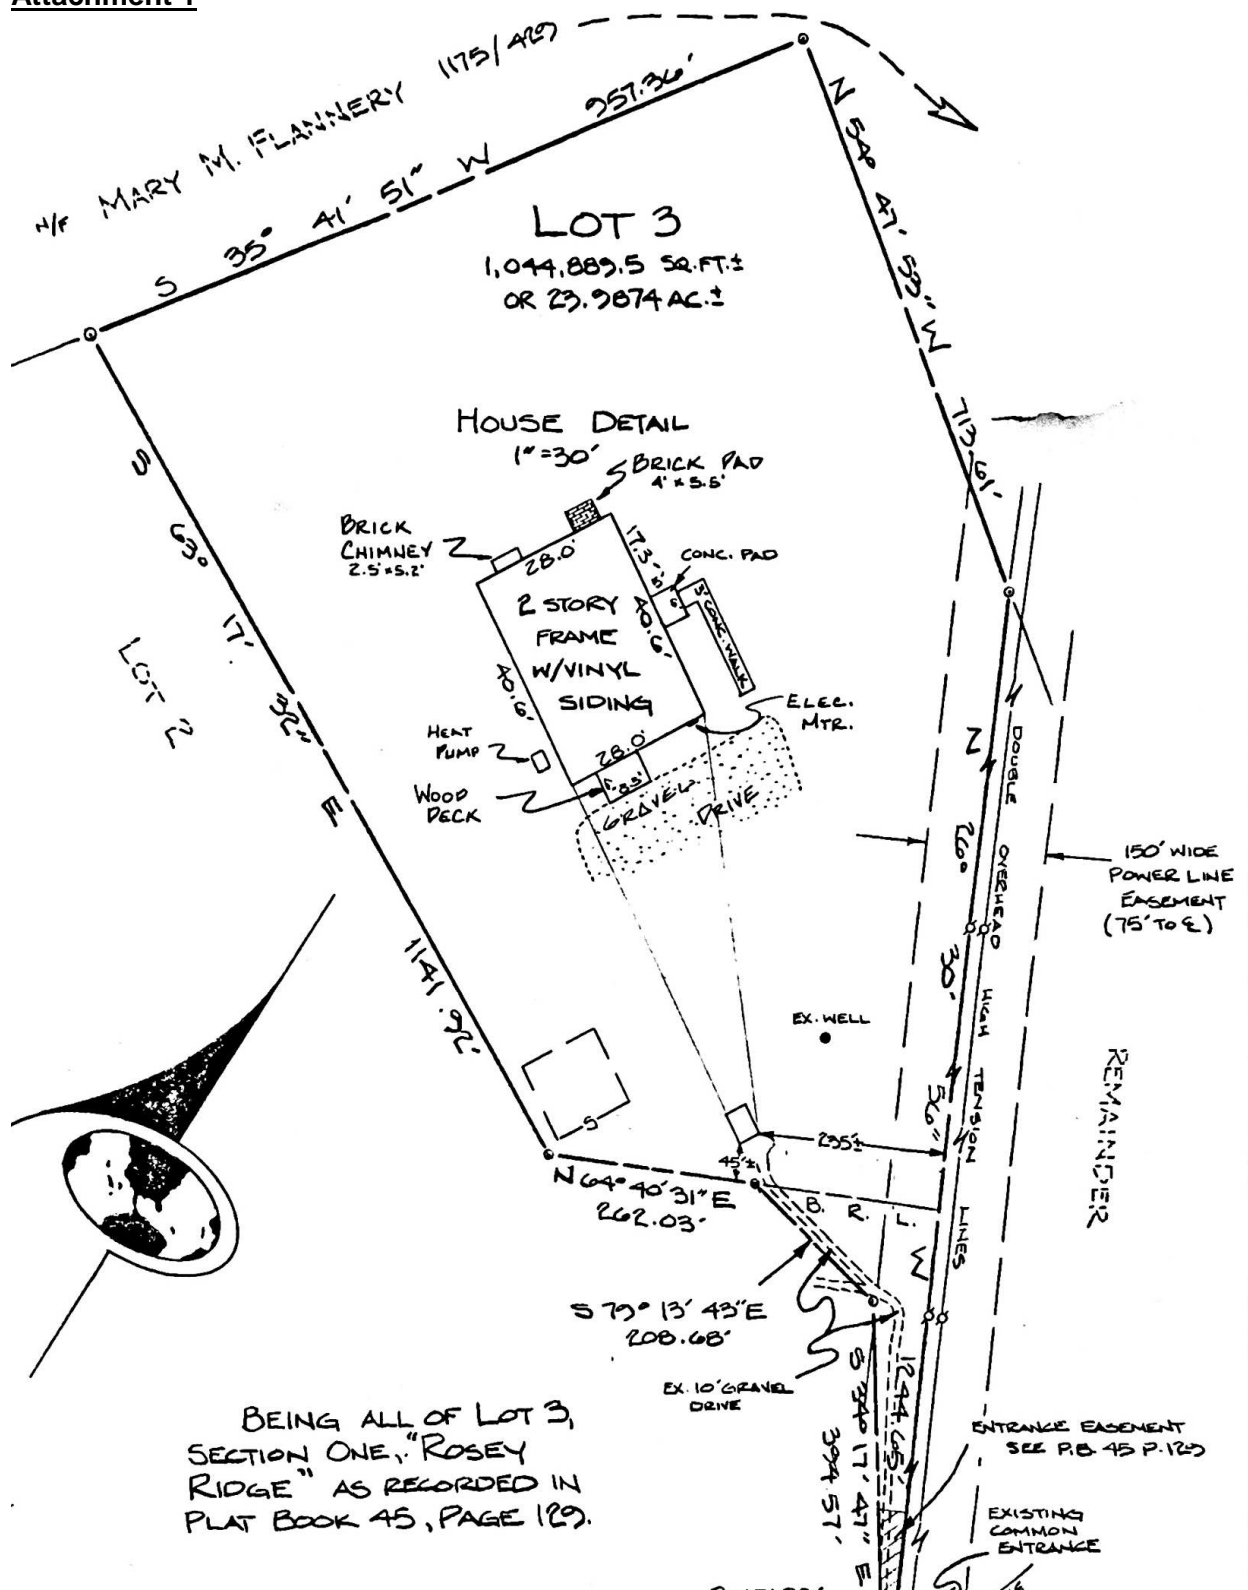 Attachment 1
N/F MARY M. FLANNERY 1175/429
S 35° 41' 51" W 957.36'
N 54° 47' 53" W 713.61'
LOT 3
1,044,889.5 SQ.FT.±
OR 23.9874 AC.±
HOUSE DETAIL
1"=30'
BRICK PAD
4' x 5.5'
BRICK
CHIMNEY
2.5' x 5.2'
28.0'
17.3'
CONC. PAD
5'
6'
3' CONC. WALK
2 STORY
FRAME
W/VINYL
SIDING
40.6'
40.6'
28.0'
ELEC.
MTR.
HEAT
PUMP
WOOD
DECK
8.5'
GRAVEL DRIVE
S 63° 17' 32" E 1141.92'
LOT 2
N 26° 30' 56" W 1244.65'
DOUBLE OVERHEAD HIGH TENSION LINES
150' WIDE
POWER LINE
EASEMENT
(75' TO ℄)
EX. WELL
REMAINDER
S
235'±
45'±
N 64° 40' 31" E
262.03'
B. R. L.
S 79° 13' 43" E
208.68'
EX. 10' GRAVEL
DRIVE
S 34° 17' 47" E
394.57'
ENTRANCE EASEMENT
SEE P.B. 45 P.129
EXISTING
COMMON
ENTRANCE
BEING ALL OF LOT 3,
SECTION ONE, "ROSEY
RIDGE" AS RECORDED IN
PLAT BOOK 45, PAGE 129.